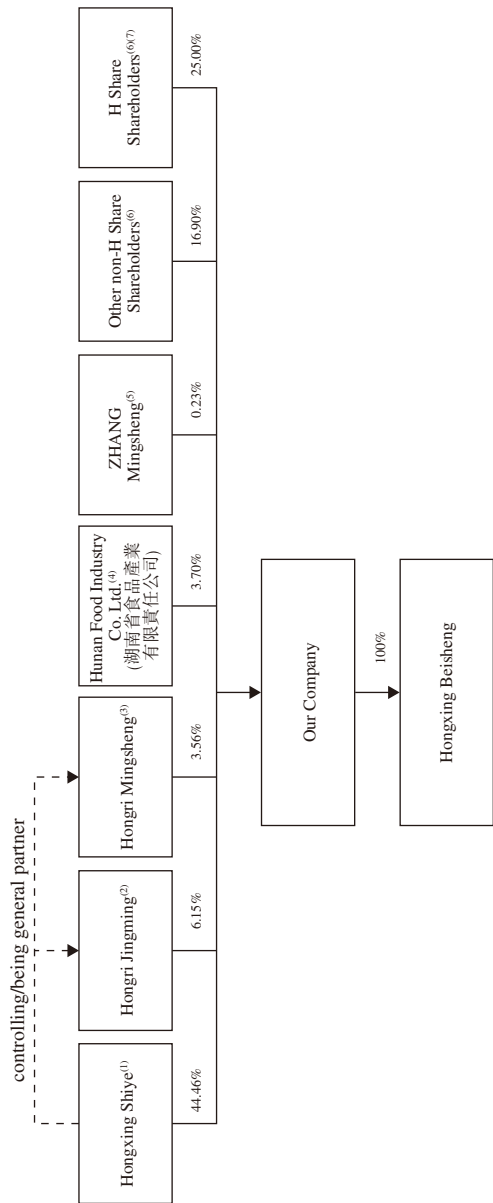 controlling/being general partner
Hongxing Shiye(1)
Hongri Jingming(2)
Hongri Mingsheng(3)
Hunan Food Industry
Co. Ltd.(4)
(湖南省食品產業
有限責任公司)
ZHANG
Mingsheng(5)
Other non-H Share
Shareholders(6)
H Share
Shareholders(6)(7)
44.46%
6.15%
3.56%
3.70%
0.23%
16.90%
25.00%
Our Company
100%
Hongxing Beisheng